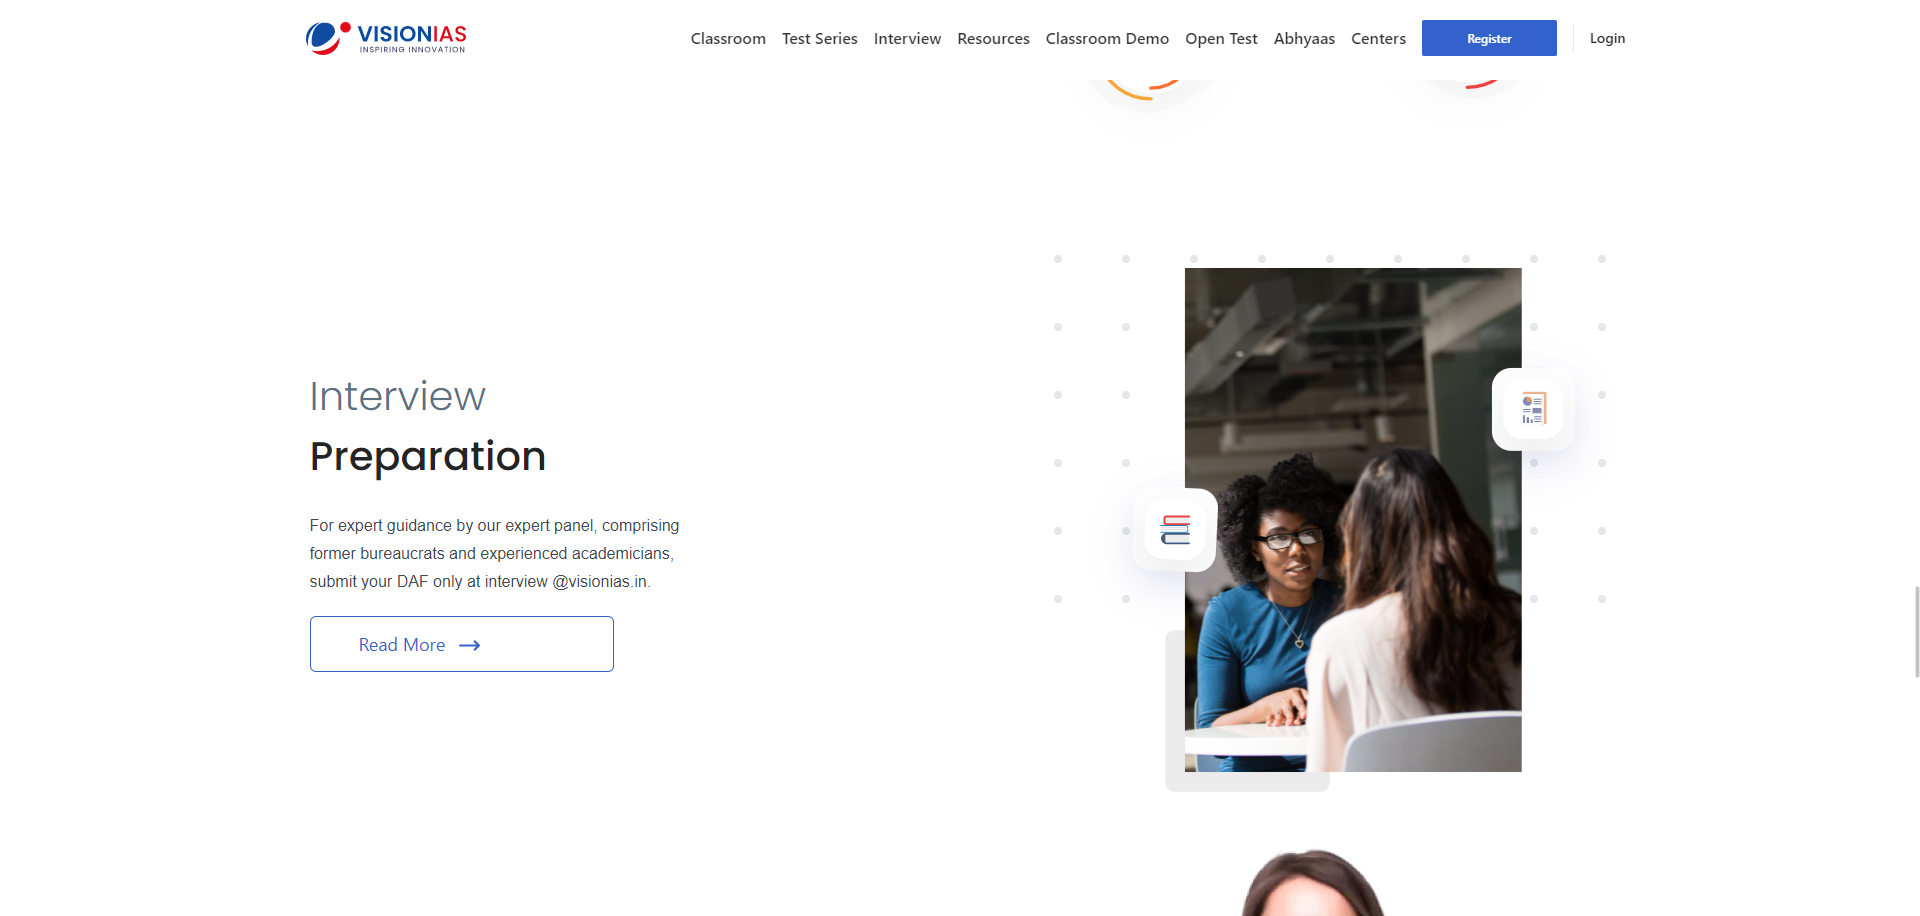 VISIONIAS
INSPIRING INNOVATION
Classroom Test Series Interview Resources Classroom Demo Open Test Abhyaas Centers Register Login
Interview
Preparation
For expert guidance by our expert panel, comprising
former bureaucrats and experienced academicians,
submit your DAF only at interview @visionias.in.
Read More